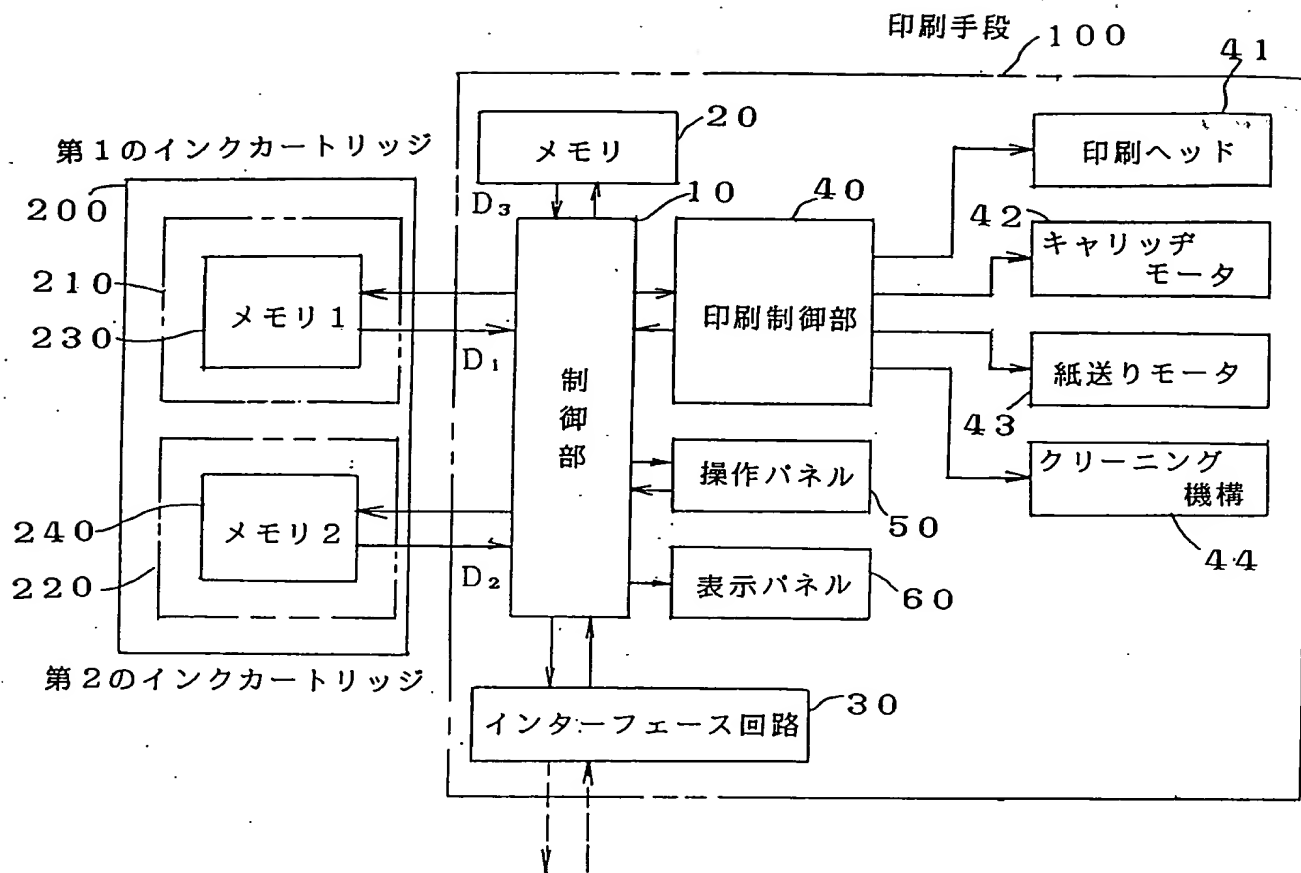 印刷手段
100
41
20
メモリ
印刷ヘッド
第1のインクカートリッジ
200
D₃
10
40
42
キャリッヂ
モータ
210
メモリ1
230
D₁
制御部
印刷制御部
紙送りモータ
43
操作パネル
50
クリーニング
機構
44
240
メモリ2
220
D₂
表示パネル
60
第2のインクカートリッジ
インターフェース回路
30